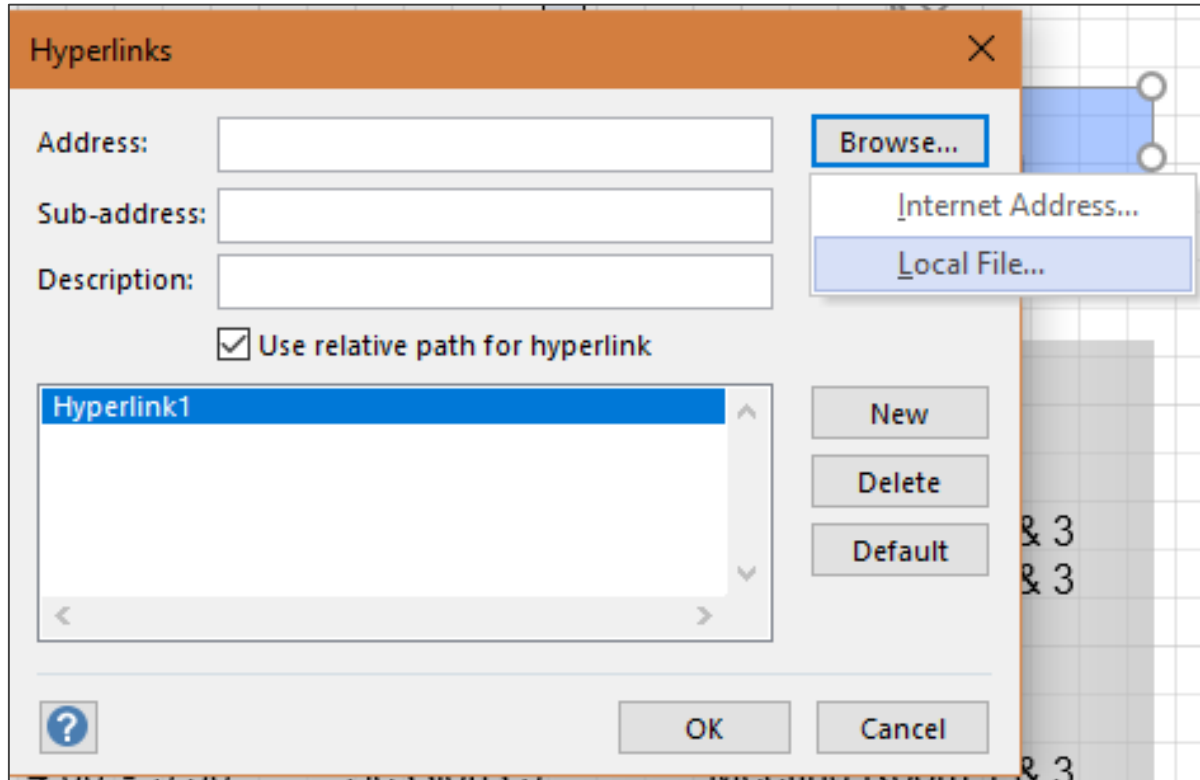 Hyperlinks
Address:
Browse...
Internet Address...
Sub-address:
Local File...
Description:
Use relative path for hyperlink
Hyperlink1
New
Delete
Default
& 3
& 3
OK
Cancel
& 3